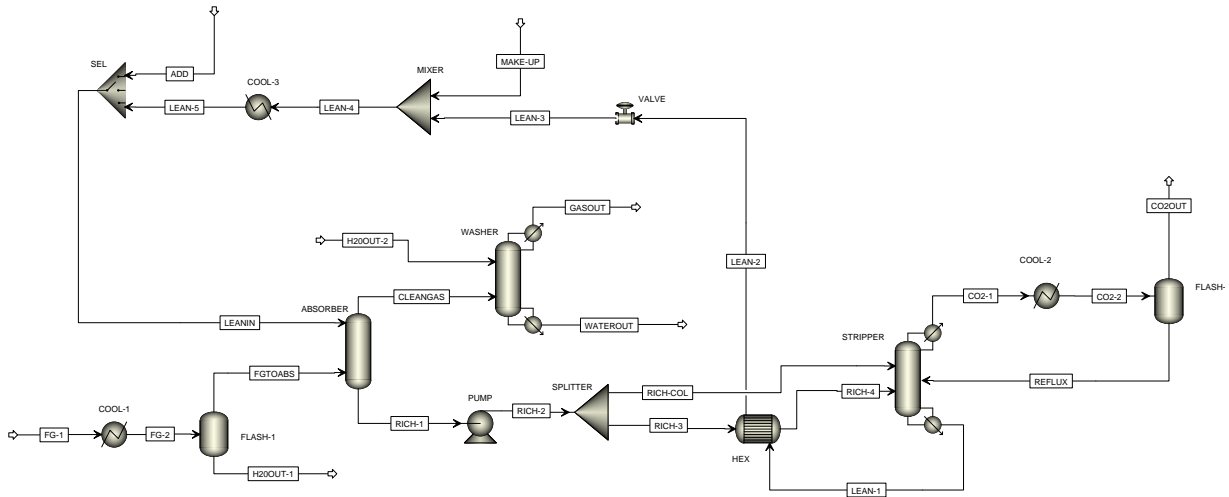 ADD
SEL
MAKE-UP
COOL-3
MIXER
VALVE
LEAN-5
LEAN-4
LEAN-3
CO2OUT
GASOUT
WASHER
H20OUT-2
LEAN-2
COOL-2
CLEANGAS
CO2-1
CO2-2
FLASH-
ABSORBER
LEANIN
WATEROUT
STRIPPER
FGTOABS
SPLITTER
RICH-COL
REFLUX
PUMP
RICH-4
COOL-1
RICH-2
FG-1
FG-2
FLASH-1
RICH-1
RICH-3
HEX
H20OUT-1
LEAN-1